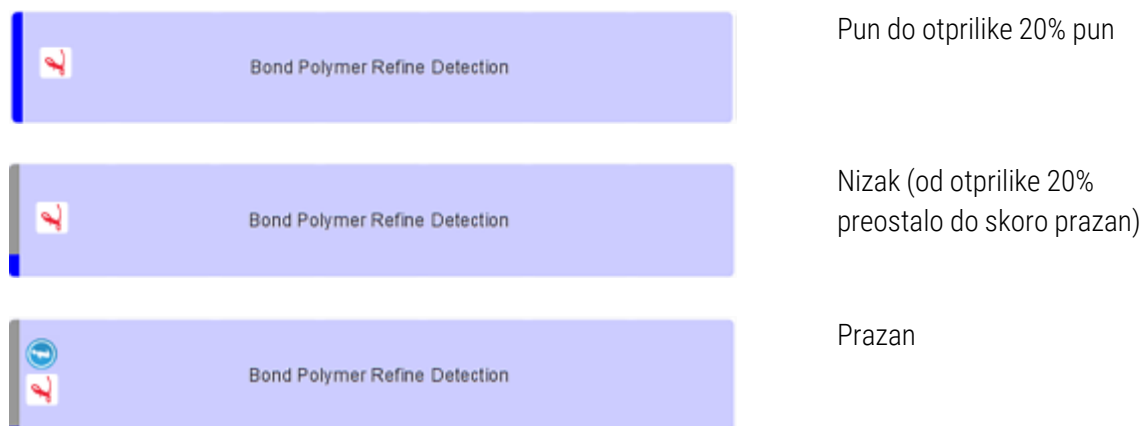 Bond Polymer Refine Detection
Pun do otprilike 20% pun
Bond Polymer Refine Detection
Nizak (od otprilike 20%
preostalo do skoro prazan)
Bond Polymer Refine Detection
Prazan